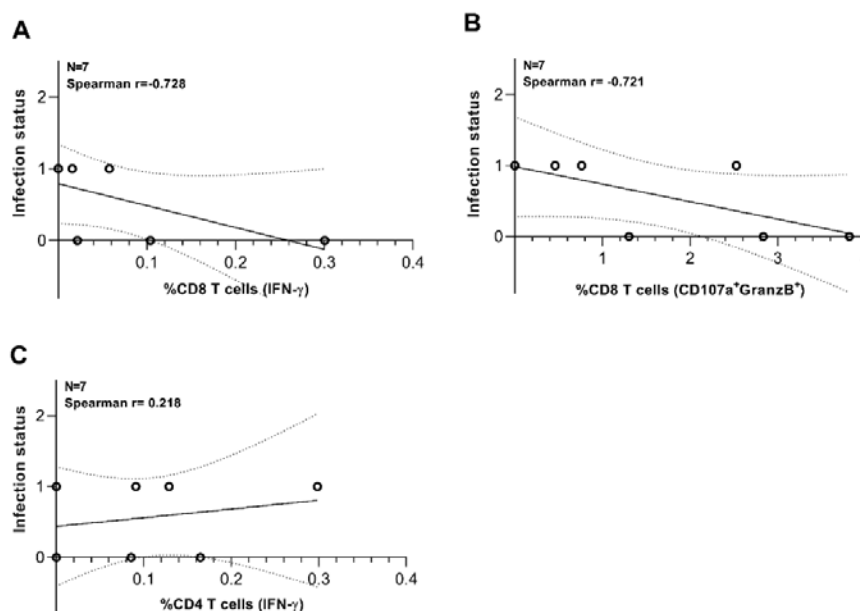 A
N=7
Spearman r=-0.728
Infection status
2
1
0
0.1
0.2
0.3
0.4
%CD8 T cells (IFN-γ)
B
N=7
Spearman r= -0.721
Infection status
2
1
0
1
2
3
%CD8 T cells (CD107a⁺GranzB⁺)
C
N=7
Spearman r= 0.218
Infection status
2
1
0
0.1
0.2
0.3
0.4
%CD4 T cells (IFN-γ)